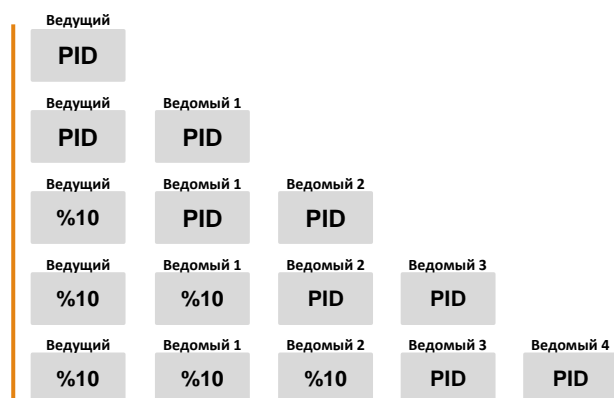 Ведущий
PID
Ведущий Ведомый 1
PID PID
Ведущий Ведомый 1 Ведомый 2
%10 PID PID
Ведущий Ведомый 1 Ведомый 2 Ведомый 3
%10 %10 PID PID
Ведущий Ведомый 1 Ведомый 2 Ведомый 3 Ведомый 4
%10 %10 %10 PID PID